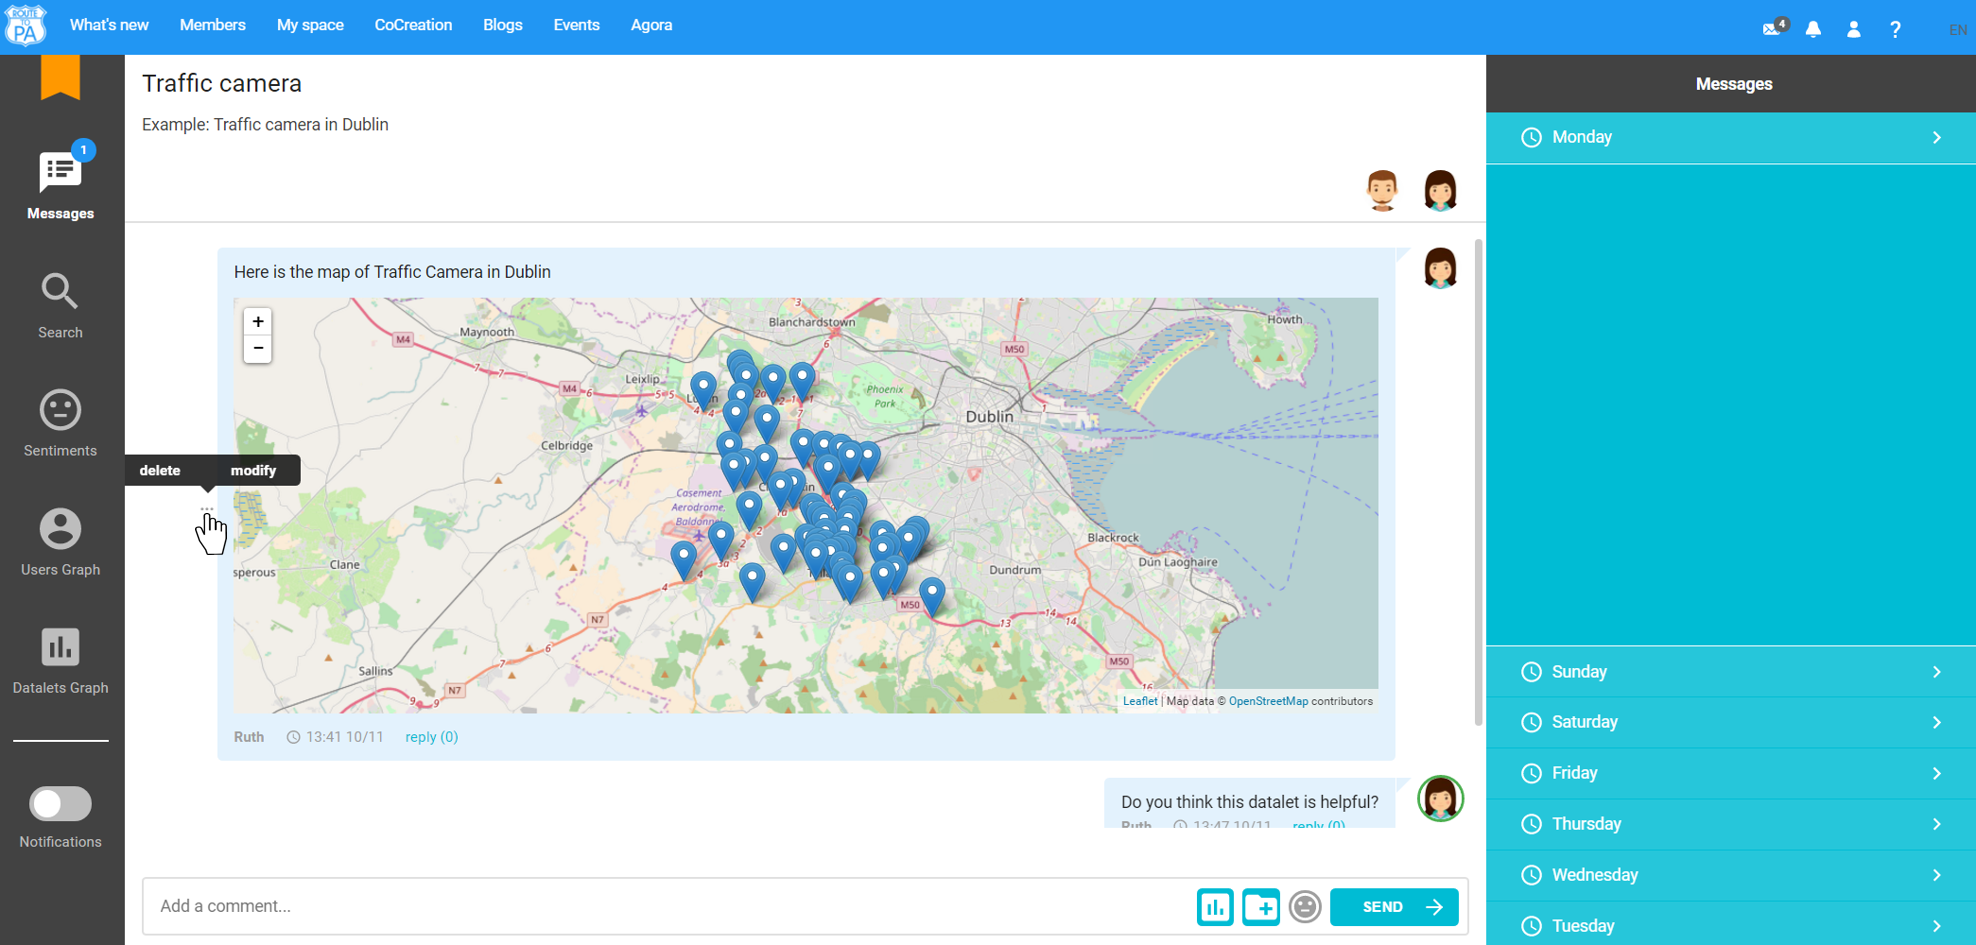 ROUTE TO PA
What's new Members My space CoCreation Blogs Events Agora
4
EN
1
Messages
Search
Sentiments
Users Graph
Datalets Graph
Notifications
Traffic camera
Example: Traffic camera in Dublin
Here is the map of Traffic Camera in Dublin
+
−
Maynooth
Blanchardstown
Howth
M4
M50
Leixlip
M4
Phoenix
Park
Dublin
Celbridge
Casement
Aerodrome,
Baldonnel
delete modify
Clane
sperous
Blackrock
Dún Laoghaire
Dundrum
M50
N7
Sallins
N7
M50
Leaflet | Map data © OpenStreetMap contributors
Ruth 13:41 10/11 reply (0)
Do you think this datalet is helpful?
Ruth 13:47 10/11 reply (0)
Add a comment...
SEND
Messages
Monday
Sunday
Saturday
Friday
Thursday
Wednesday
Tuesday